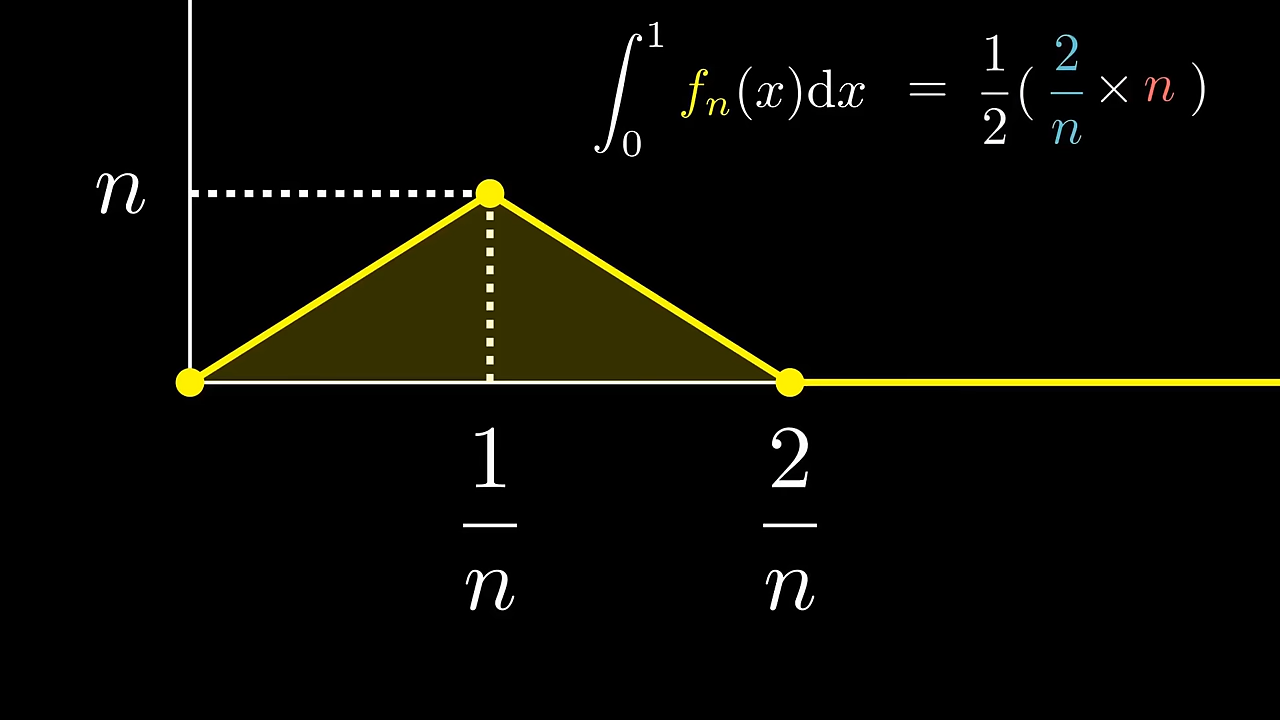 ∫₀¹ fₙ(x)dx = 1/2 ( 2/n × n )
n
1/n 2/n